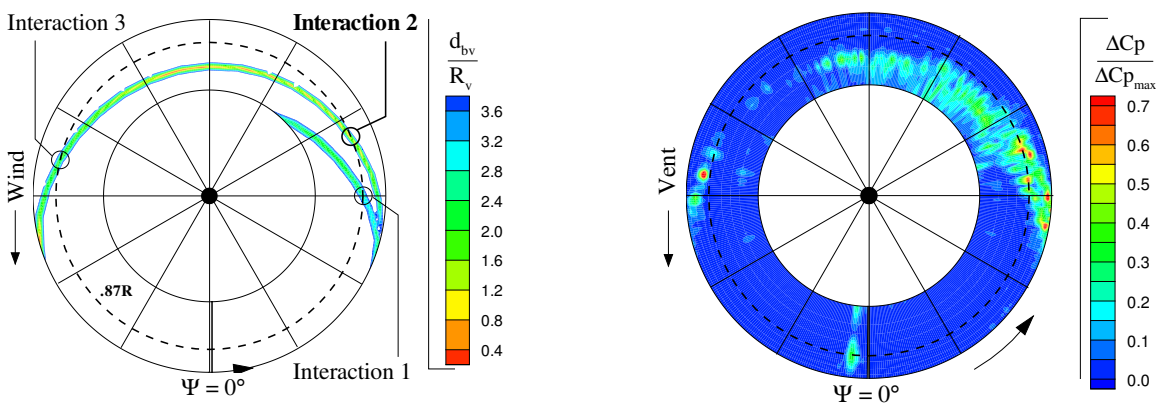 Interaction 3
Interaction 2
d_bv
R_v
3.6
3.2
2.8
2.4
2.0
1.6
1.2
0.8
0.4
Wind
.87R
Interaction 1
Ψ = 0°
ΔCp
ΔCp_max
0.7
0.6
0.5
0.4
0.3
0.2
0.1
0.0
Vent
Ψ = 0°